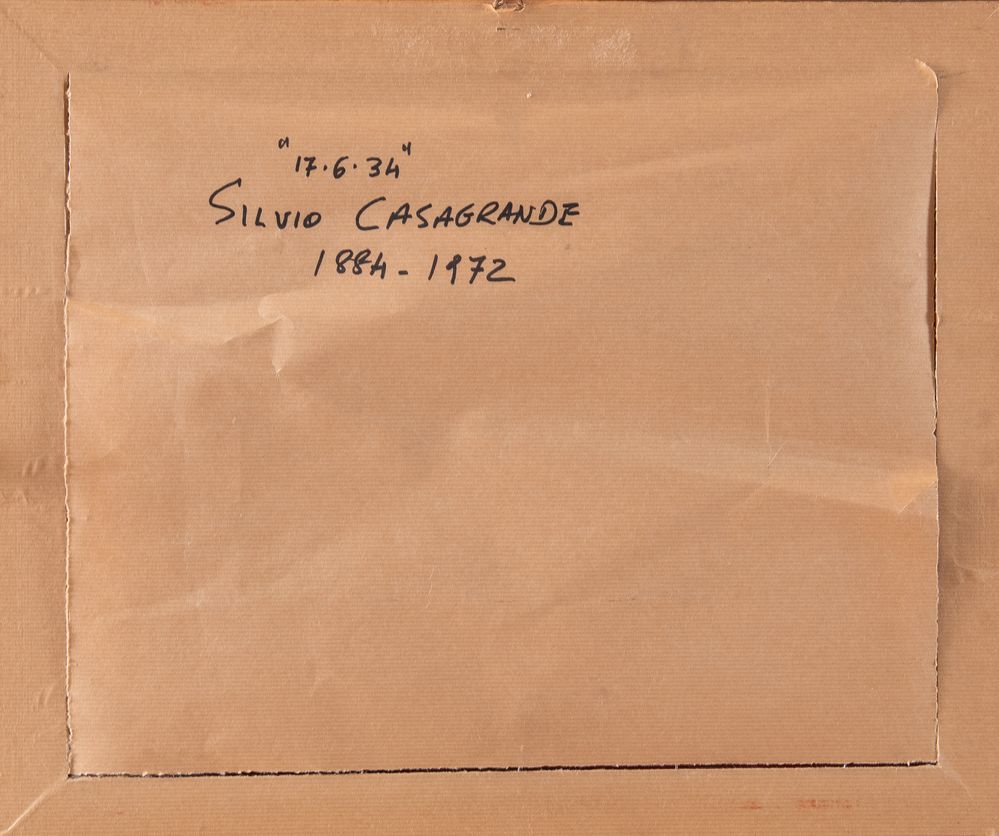 "17.6.34"
SILVIO CASAGRANDE
1884-1972